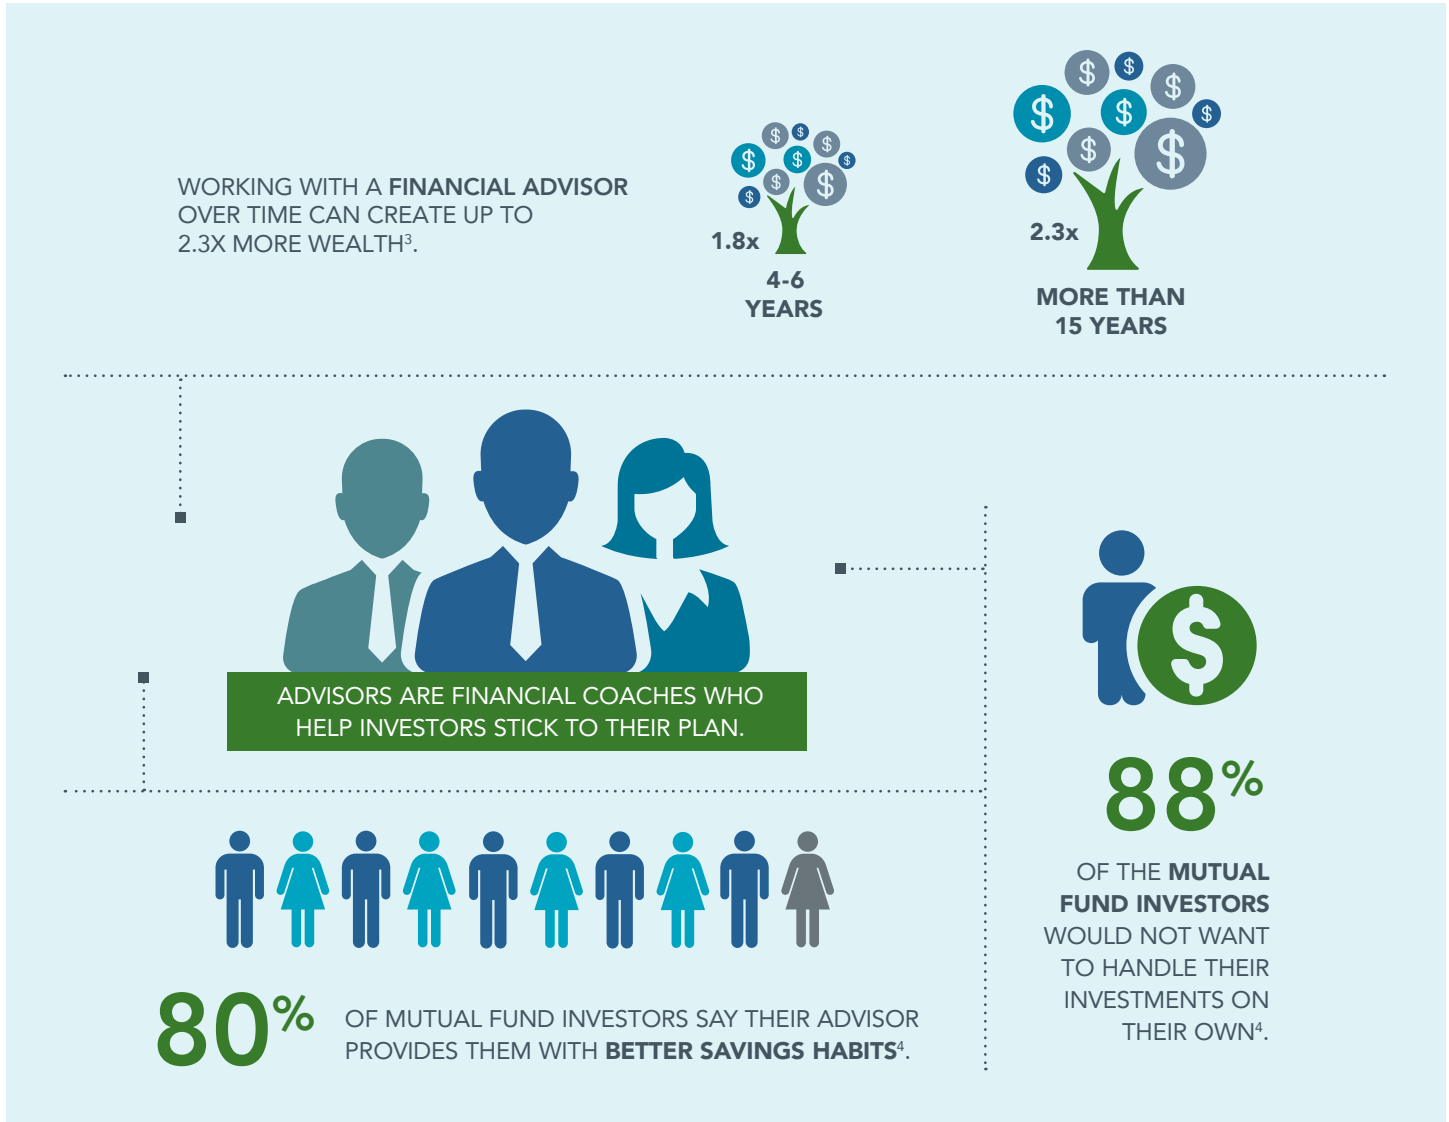 WORKING WITH A FINANCIAL ADVISOR
OVER TIME CAN CREATE UP TO
2.3X MORE WEALTH³.
1.8x
4-6
YEARS
2.3x
MORE THAN
15 YEARS
ADVISORS ARE FINANCIAL COACHES WHO
HELP INVESTORS STICK TO THEIR PLAN.
80%
OF MUTUAL FUND INVESTORS SAY THEIR ADVISOR
PROVIDES THEM WITH BETTER SAVINGS HABITS⁴.
88%
OF THE MUTUAL
FUND INVESTORS
WOULD NOT WANT
TO HANDLE THEIR
INVESTMENTS ON
THEIR OWN⁴.